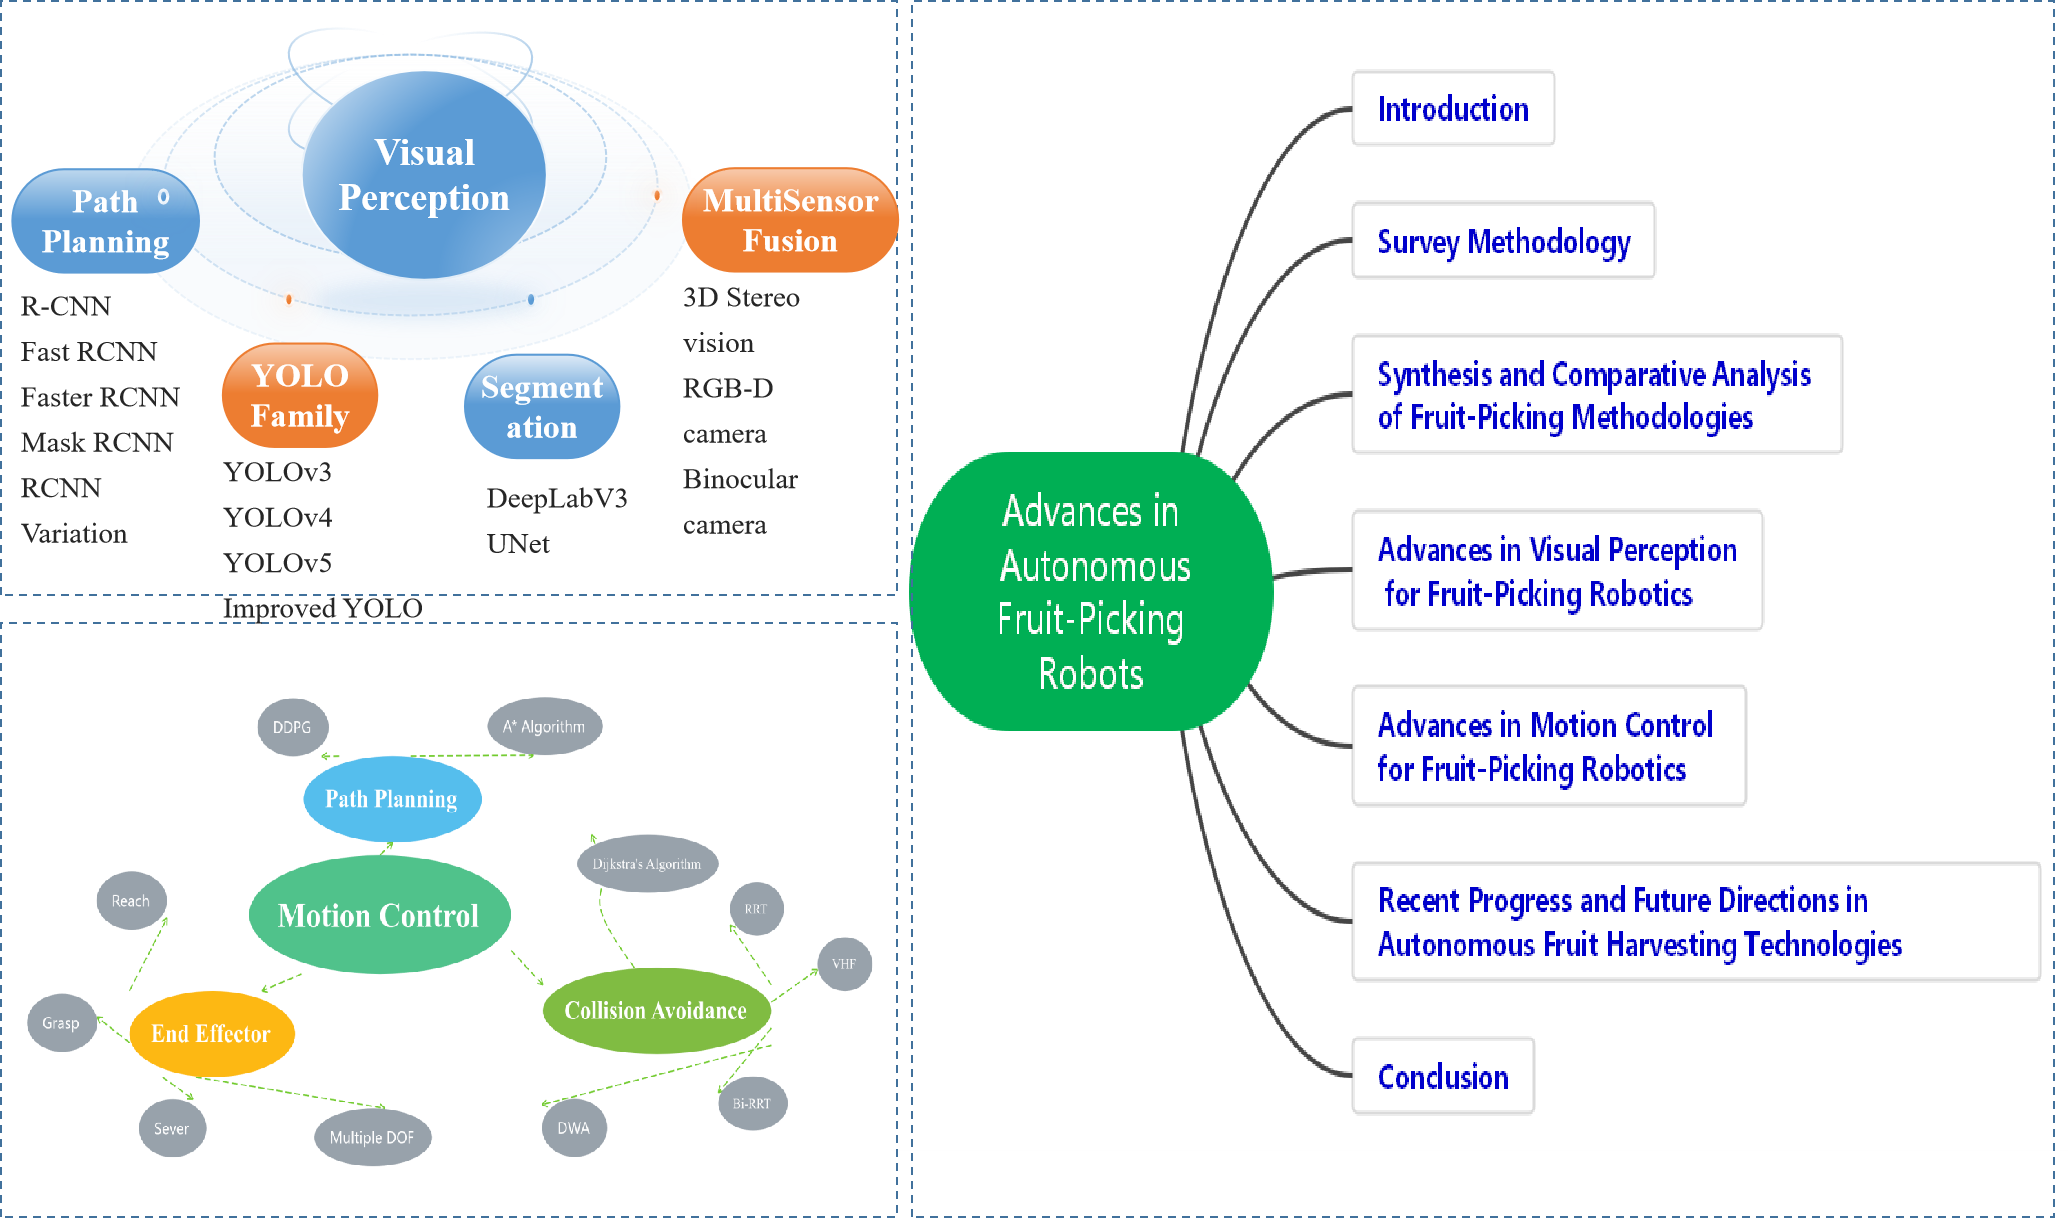 Visual
Perception
Path
Planning
R-CNN
Fast RCNN
Faster RCNN
Mask RCNN
RCNN
Variation
YOLO
Family
YOLOv3
YOLOv4
YOLOv5
Improved YOLO
Segment
ation
DeepLabV3
UNet
MultiSensor
Fusion
3D Stereo
vision
RGB-D
camera
Binocular
camera
DDPG
A* Algorithm
Path Planning
Motion Control
Dijkstra's Algorithm
RRT
VHF
Collision Avoidance
Bi-RRT
DWA
Reach
Grasp
End Effector
Sever
Multiple DOF
Advances in
Autonomous
Fruit-Picking
Robots
Introduction
Survey Methodology
Synthesis and Comparative Analysis
of Fruit-Picking Methodologies
Advances in Visual Perception
for Fruit-Picking Robotics
Advances in Motion Control
for Fruit-Picking Robotics
Recent Progress and Future Directions in
Autonomous Fruit Harvesting Technologies
Conclusion